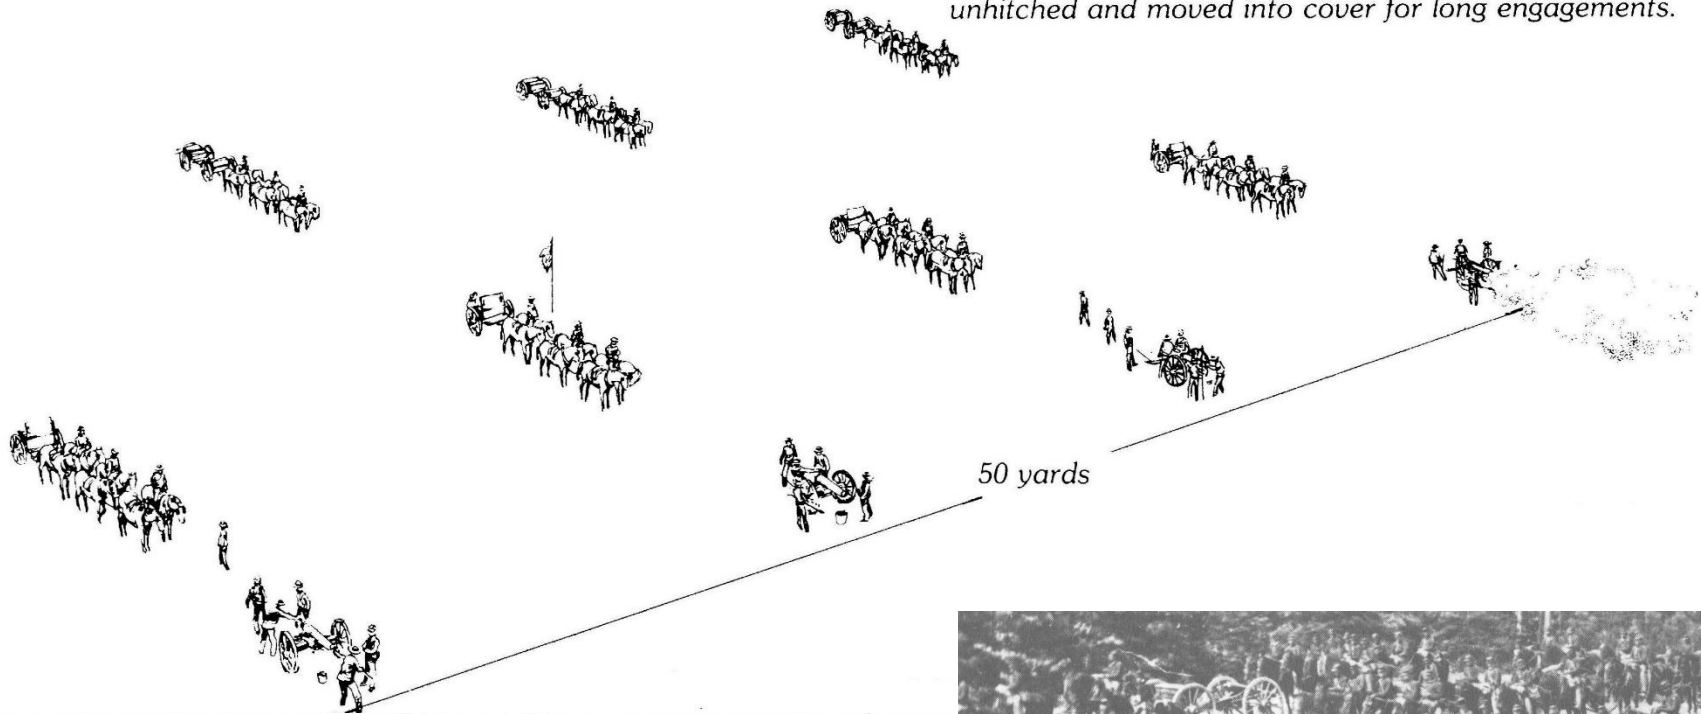 unhitched and moved into cover for long engagements.
50 yards